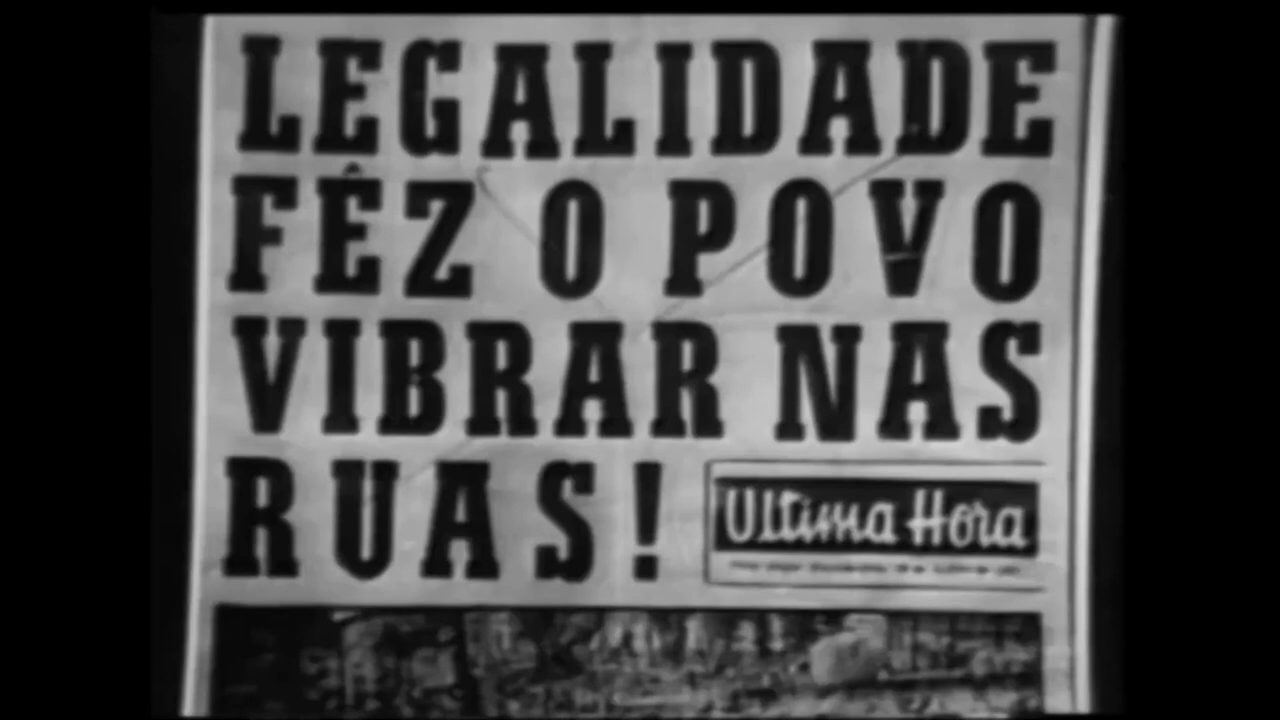 LEGALIDADE
FÊZ O POVO
VIBRAR NAS
RUAS!
Ultima Hora